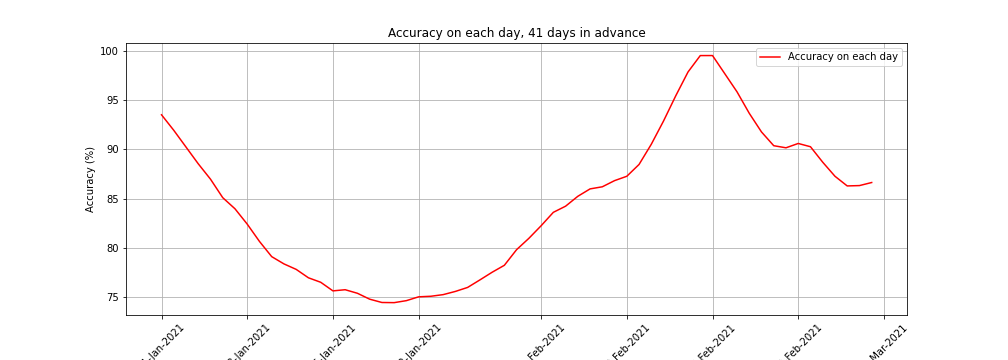 Accuracy on each day, 41 days in advance
Accuracy on each day
100
95
90
85
80
75
Accuracy (%)
-Jan-2021
-Jan-2021
-Jan-2021
-Jan-2021
Feb-2021
-Feb-2021
-Feb-2021
-Feb-2021
Mar-2021